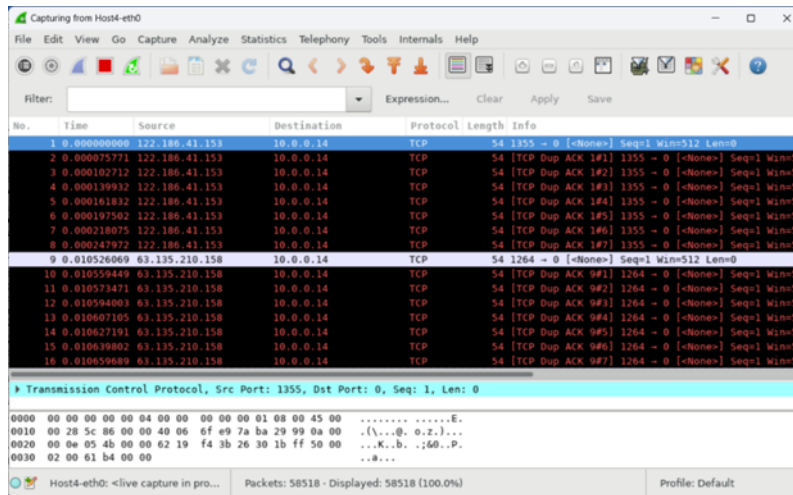 Capturing from Host4-eth0
File Edit View Go Capture Analyze Statistics Telephony Tools Internals Help
Filter: Expression... Clear Apply Save
No. Time Source Destination Protocol Length Info
1 0.000000000 122.186.41.153 10.0.0.14 TCP 54 1355 → 0 [<None>] Seq=1 Win=512 Len=0
2 0.000075771 122.186.41.153 10.0.0.14 TCP 54 [TCP Dup ACK 1#1] 1355 → 0 [<None>] Seq=1 Win=
3 0.000102712 122.186.41.153 10.0.0.14 TCP 54 [TCP Dup ACK 1#2] 1355 → 0 [<None>] Seq=1 Win=
4 0.000139932 122.186.41.153 10.0.0.14 TCP 54 [TCP Dup ACK 1#3] 1355 → 0 [<None>] Seq=1 Win=
5 0.000161832 122.186.41.153 10.0.0.14 TCP 54 [TCP Dup ACK 1#4] 1355 → 0 [<None>] Seq=1 Win=
6 0.000197502 122.186.41.153 10.0.0.14 TCP 54 [TCP Dup ACK 1#5] 1355 → 0 [<None>] Seq=1 Win=
7 0.000218075 122.186.41.153 10.0.0.14 TCP 54 [TCP Dup ACK 1#6] 1355 → 0 [<None>] Seq=1 Win=
8 0.000247972 122.186.41.153 10.0.0.14 TCP 54 [TCP Dup ACK 1#7] 1355 → 0 [<None>] Seq=1 Win=
9 0.010526069 63.135.210.158 10.0.0.14 TCP 54 1264 → 0 [<None>] Seq=1 Win=512 Len=0
10 0.010559449 63.135.210.158 10.0.0.14 TCP 54 [TCP Dup ACK 9#1] 1264 → 0 [<None>] Seq=1 Win=
11 0.010573471 63.135.210.158 10.0.0.14 TCP 54 [TCP Dup ACK 9#2] 1264 → 0 [<None>] Seq=1 Win=
12 0.010594003 63.135.210.158 10.0.0.14 TCP 54 [TCP Dup ACK 9#3] 1264 → 0 [<None>] Seq=1 Win=
13 0.010607105 63.135.210.158 10.0.0.14 TCP 54 [TCP Dup ACK 9#4] 1264 → 0 [<None>] Seq=1 Win=
14 0.010627191 63.135.210.158 10.0.0.14 TCP 54 [TCP Dup ACK 9#5] 1264 → 0 [<None>] Seq=1 Win=
15 0.010639802 63.135.210.158 10.0.0.14 TCP 54 [TCP Dup ACK 9#6] 1264 → 0 [<None>] Seq=1 Win=
16 0.010659689 63.135.210.158 10.0.0.14 TCP 54 [TCP Dup ACK 9#7] 1264 → 0 [<None>] Seq=1 Win=
Transmission Control Protocol, Src Port: 1355, Dst Port: 0, Seq: 1, Len: 0
0000 00 00 00 00 00 04 00 00 00 00 00 01 08 00 45 00 ........ ......E.
0010 00 28 5c 86 00 00 40 06 6f e9 7a ba 29 99 0a 00 .(\...@. o.z.)...
0020 00 0e 05 4b 00 00 62 19 f4 3b 26 30 1b ff 50 00 ...K..b. .;&0..P.
0030 02 00 61 b4 00 00 ..a...
Host4-eth0: <live capture in pro... Packets: 58518 · Displayed: 58518 (100.0%) Profile: Default